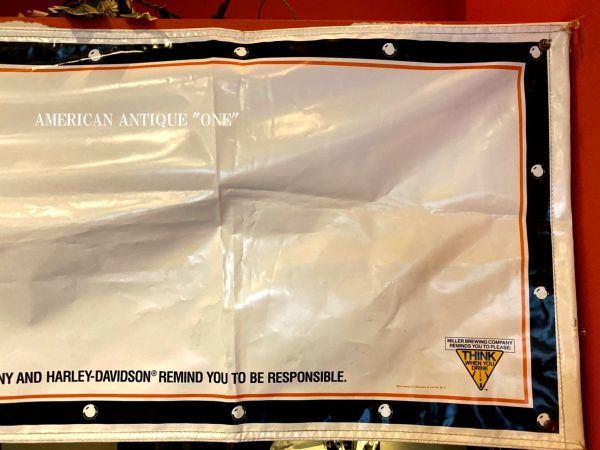 AMERICAN ANTIQUE "ONE"
MILLER BREWING COMPANY
REMINDS YOU TO PLEASE:
THINK
WHEN YOU
DRINK
NY AND HARLEY-DAVIDSON® REMIND YOU TO BE RESPONSIBLE.